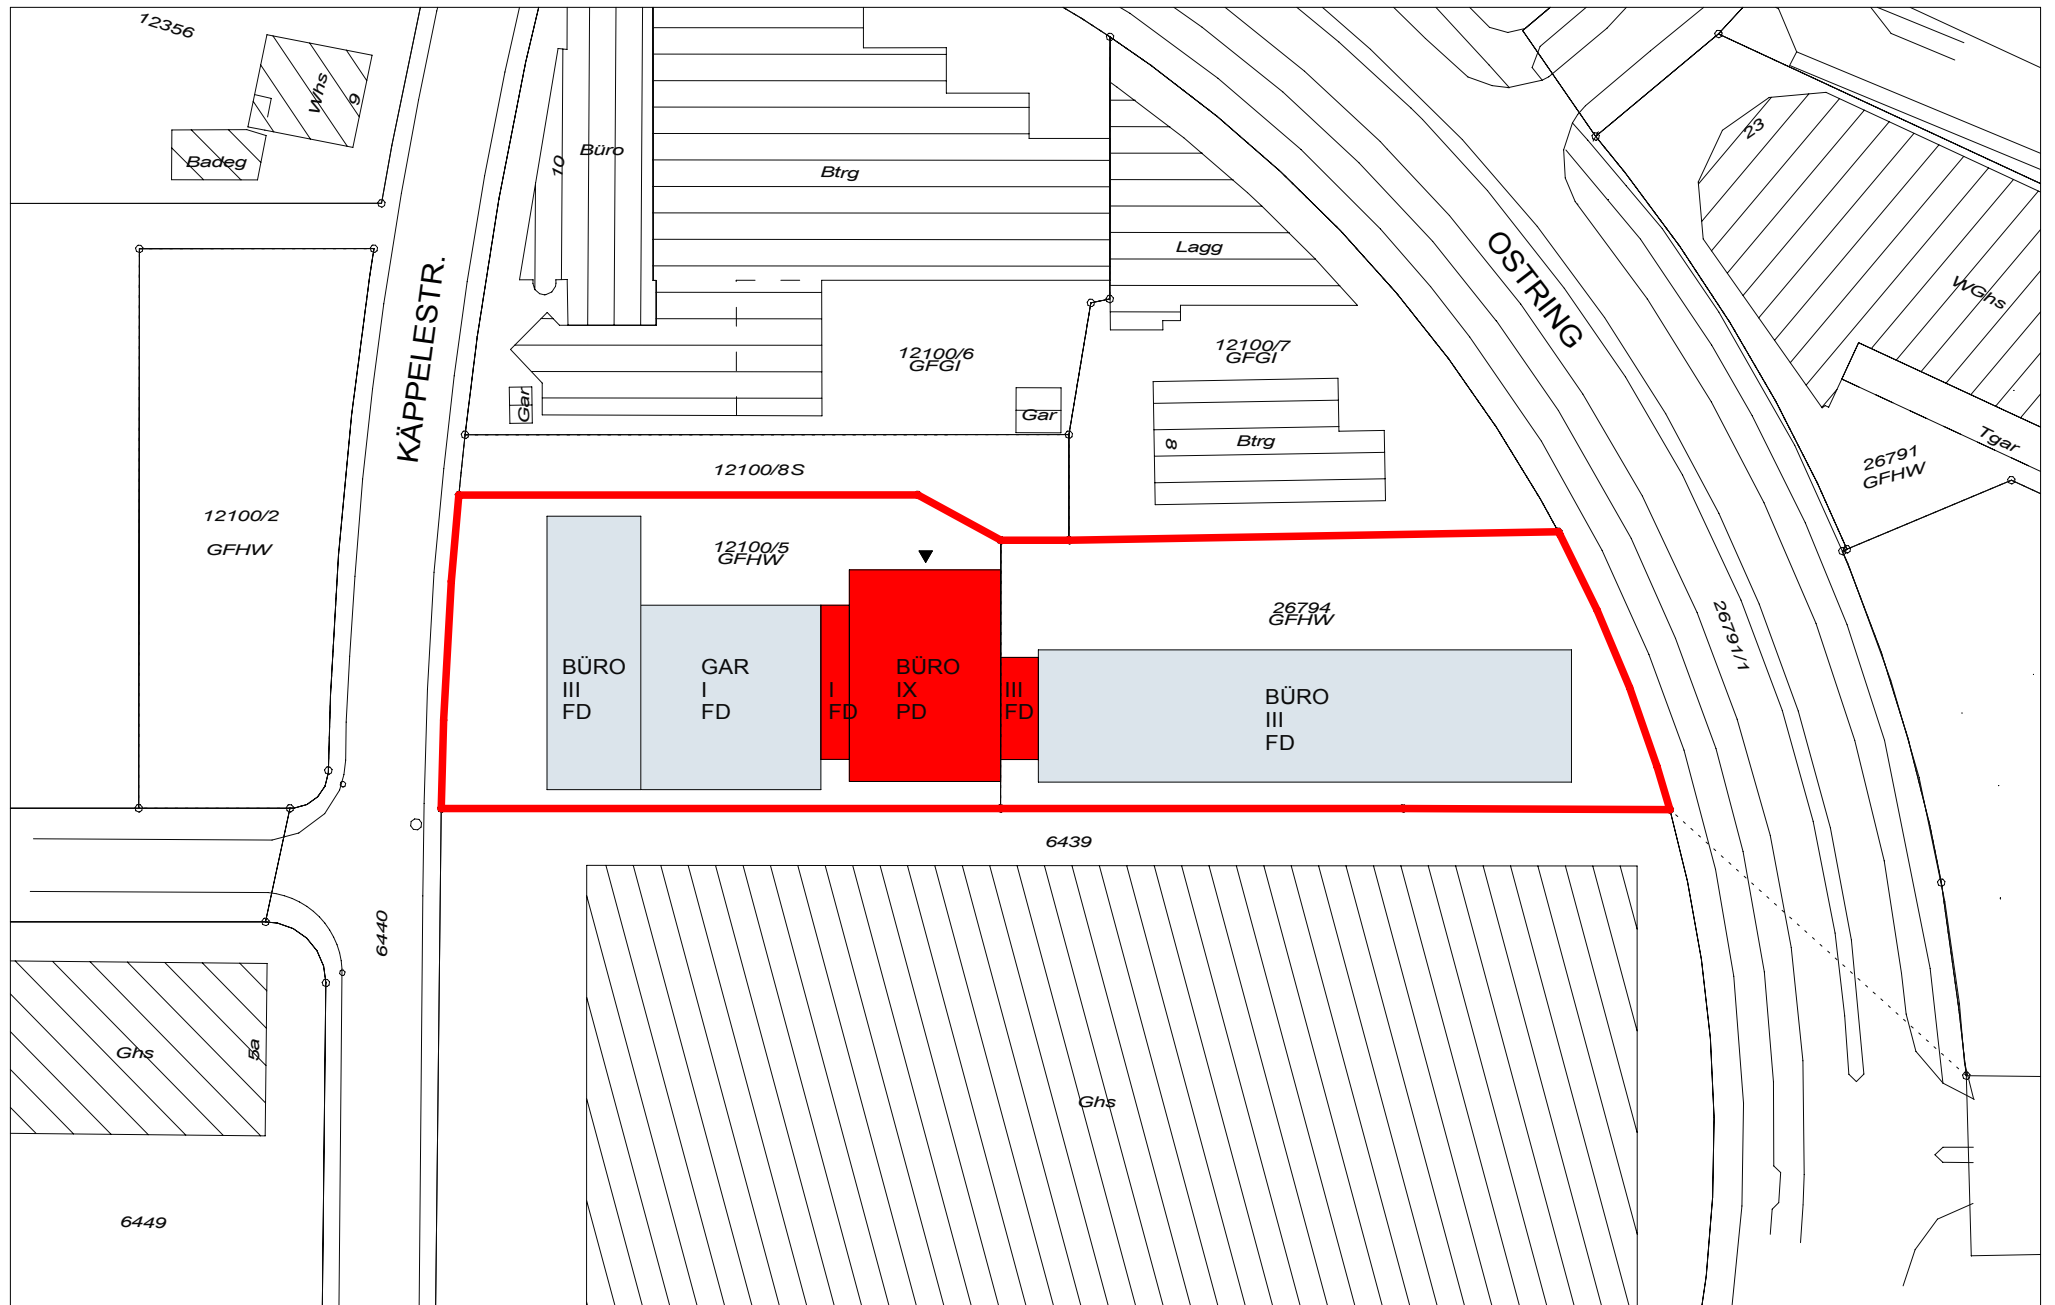 12356
Whs
9
Badeg
10
Büro
Btrg
Lagg
23
WGhs
OSTRING
KÄPPELESTR.
12100/6
GFGI
12100/7
GFGI
Gar
Gar
8
Btrg
Tgar
26791
GFHW
12100/8S
12100/2
GFHW
12100/5
GFHW
26794
GFHW
26791/1
BÜRO
III
FD
GAR
I
FD
I
FD
BÜRO
IX
PD
III
FD
BÜRO
III
FD
6439
6440
Ghs
5a
Ghs
6449